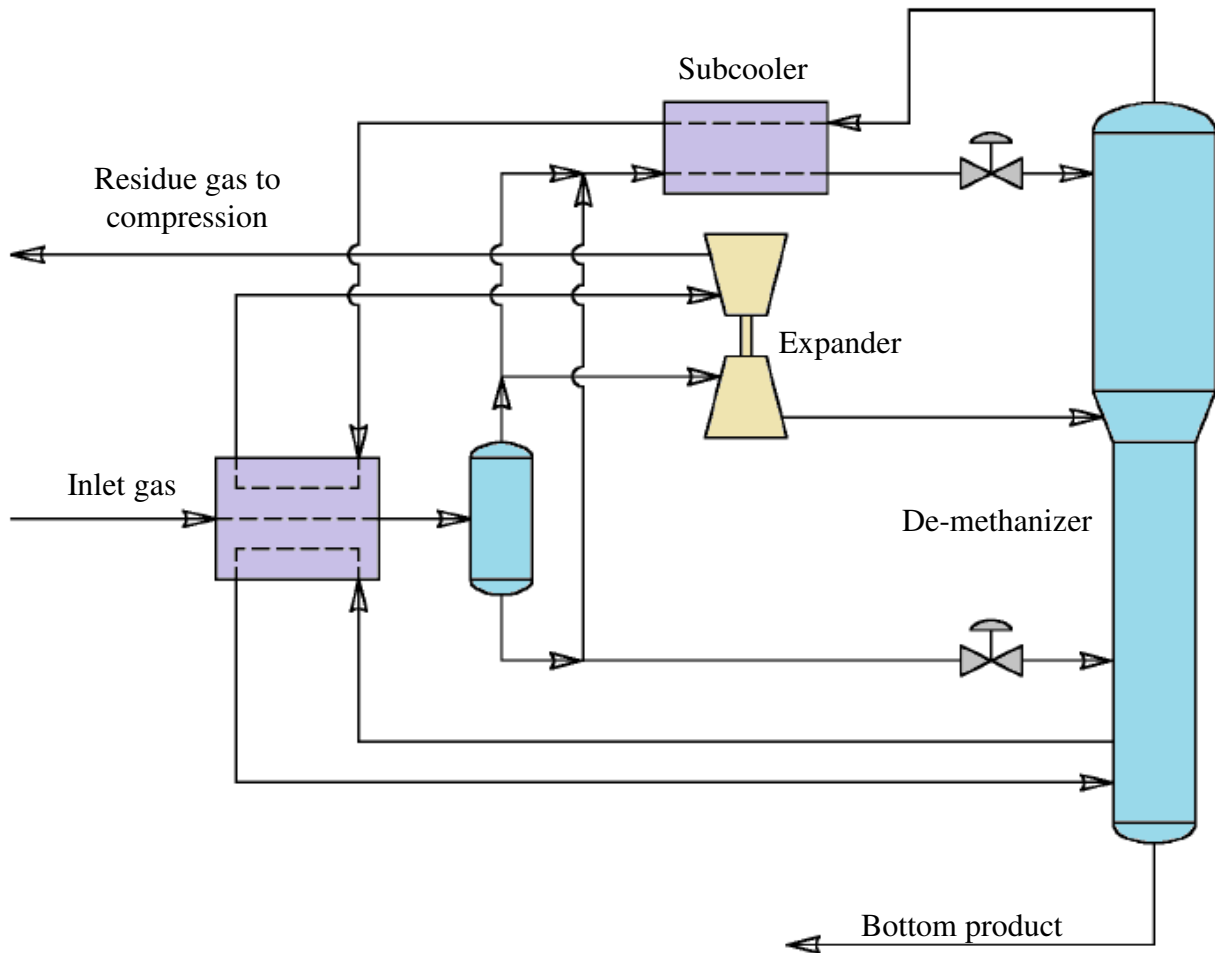 Subcooler
Residue gas to
compression
Expander
Inlet gas
De-methanizer
Bottom product